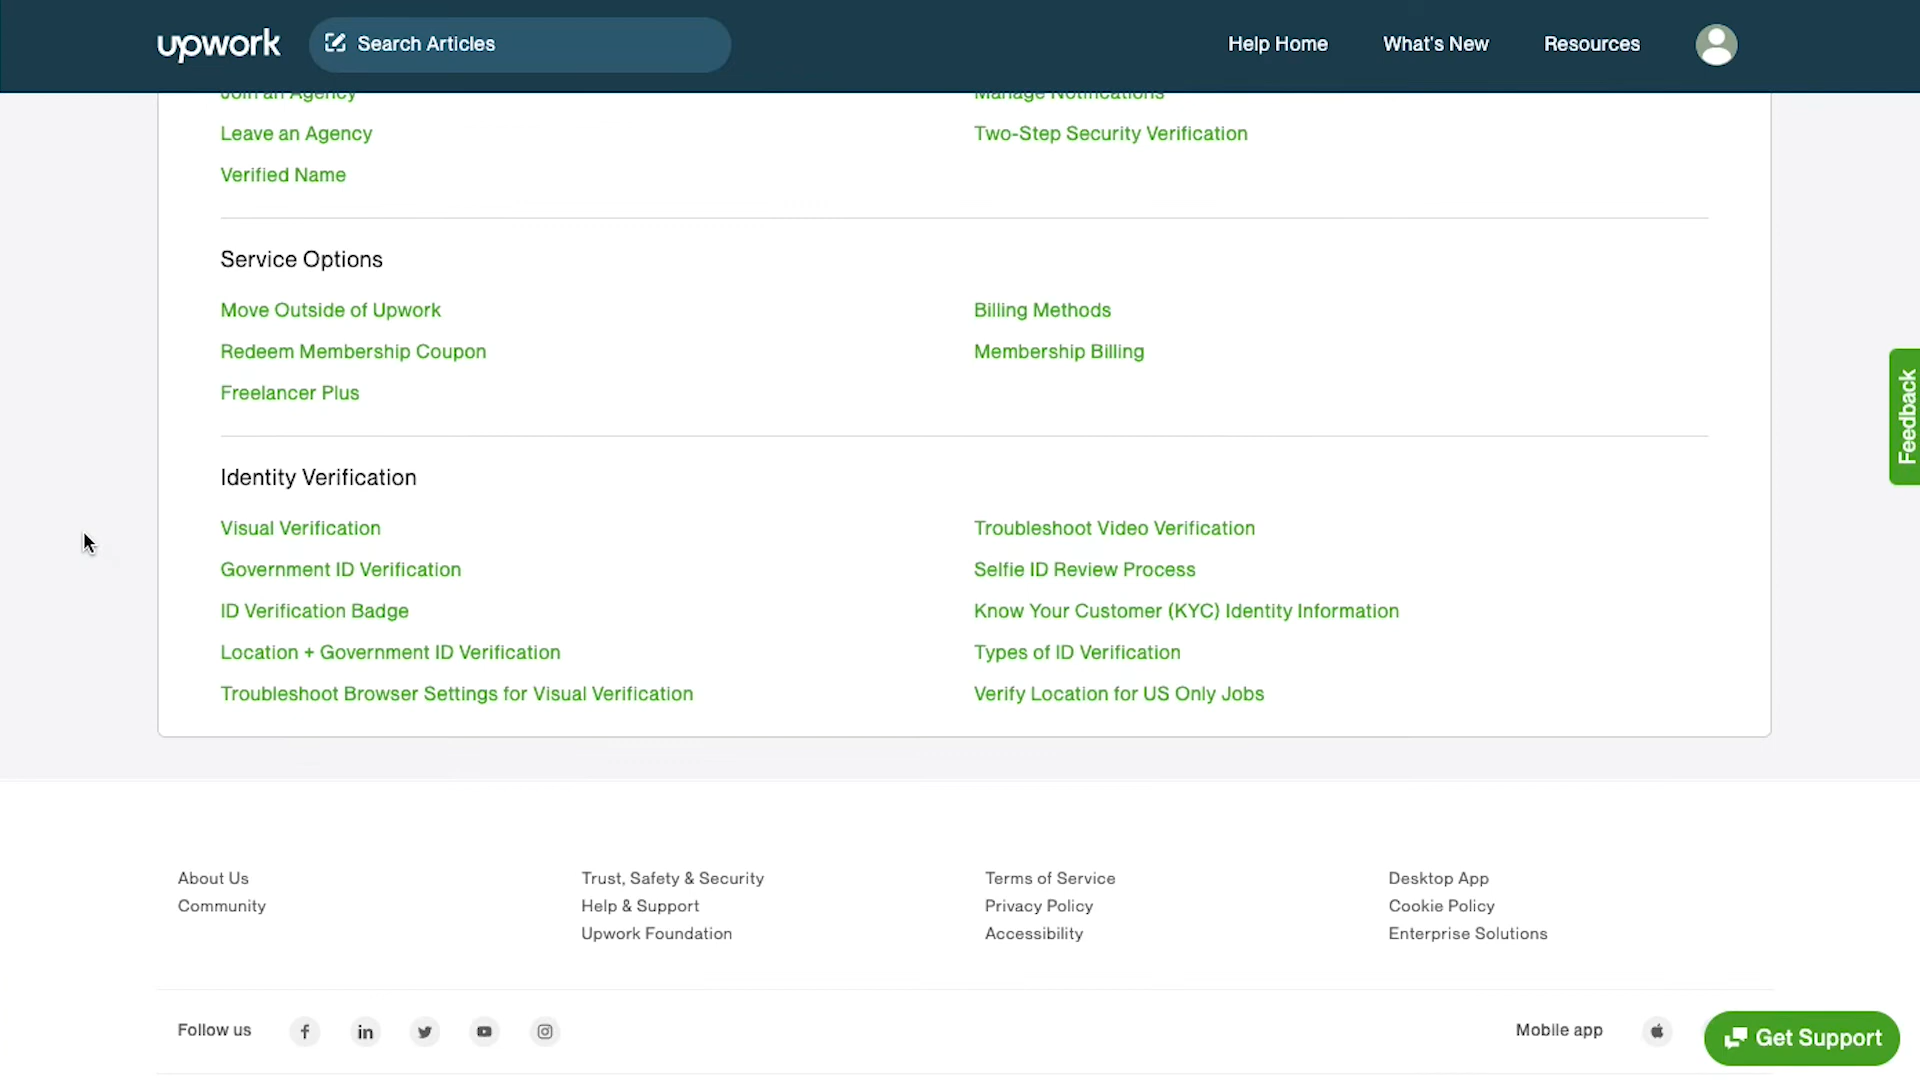 upwork
Search Articles
Help Home
What's New
Resources
Join an Agency
Manage Notifications
Leave an Agency
Two-Step Security Verification
Verified Name
Service Options
Move Outside of Upwork
Billing Methods
Redeem Membership Coupon
Membership Billing
Freelancer Plus
Feedback
Identity Verification
Visual Verification
Troubleshoot Video Verification
Government ID Verification
Selfie ID Review Process
ID Verification Badge
Know Your Customer (KYC) Identity Information
Location + Government ID Verification
Types of ID Verification
Troubleshoot Browser Settings for Visual Verification
Verify Location for US Only Jobs
About Us
Trust, Safety & Security
Terms of Service
Desktop App
Community
Help & Support
Privacy Policy
Cookie Policy
Upwork Foundation
Accessibility
Enterprise Solutions
Follow us
Mobile app
Get Support